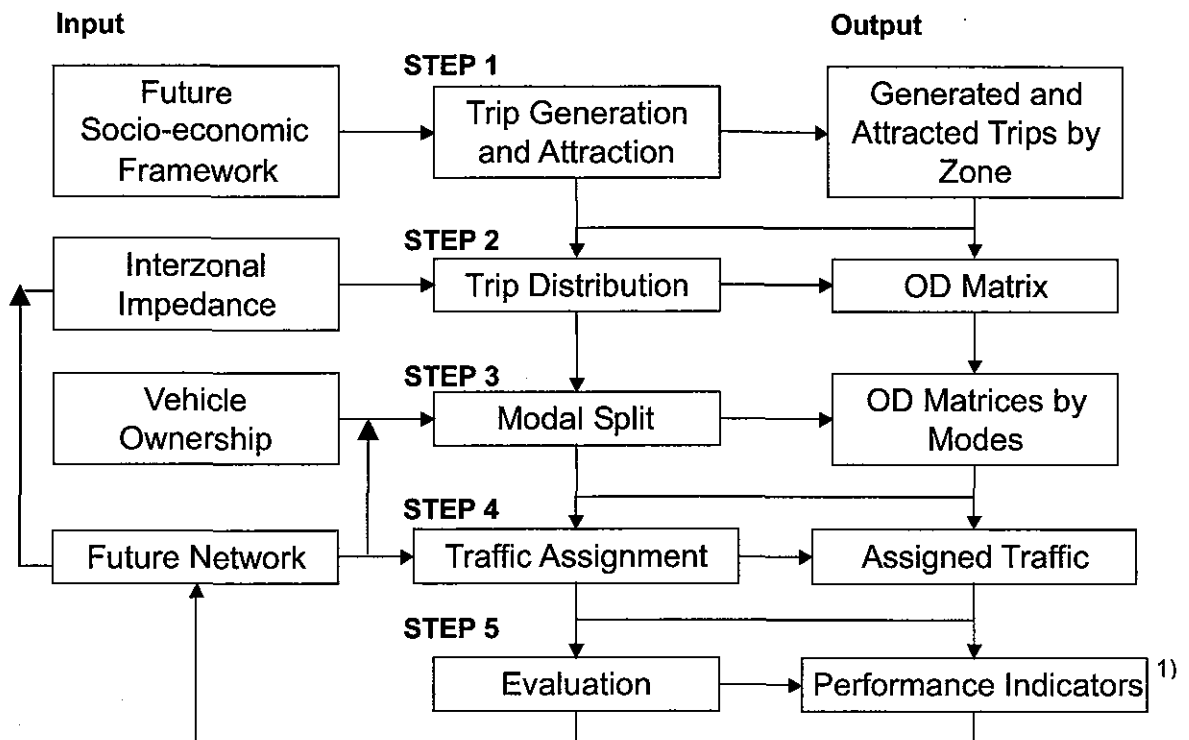 Input
Output
STEP 1
Future
Socio-economic
Framework
Trip Generation
and Attraction
Generated and
Attracted Trips by
Zone
STEP 2
Interzonal
Impedance
Trip Distribution
OD Matrix
STEP 3
Vehicle
Ownership
Modal Split
OD Matrices by
Modes
STEP 4
Future Network
Traffic Assignment
Assigned Traffic
STEP 5
Evaluation
Performance Indicators 1)